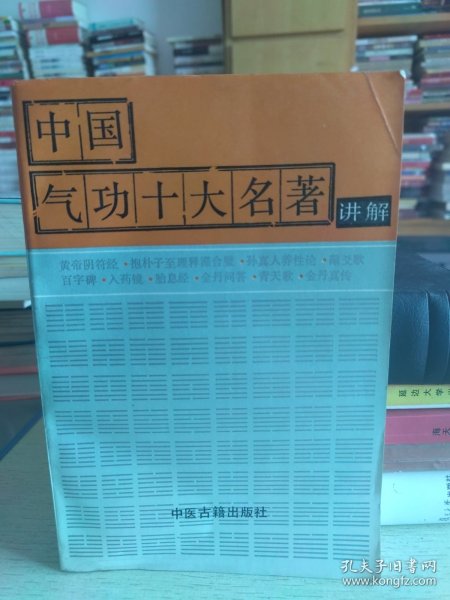 中国
气功十大名著
讲解
黄帝阴符经·抱朴子至理释滞合璧·孙真人养性论·敲爻歌
百字碑·入药镜·胎息经·金丹问答·青天歌·金丹真传
中医古籍出版社
孔夫子旧书网
www.kongfz.com